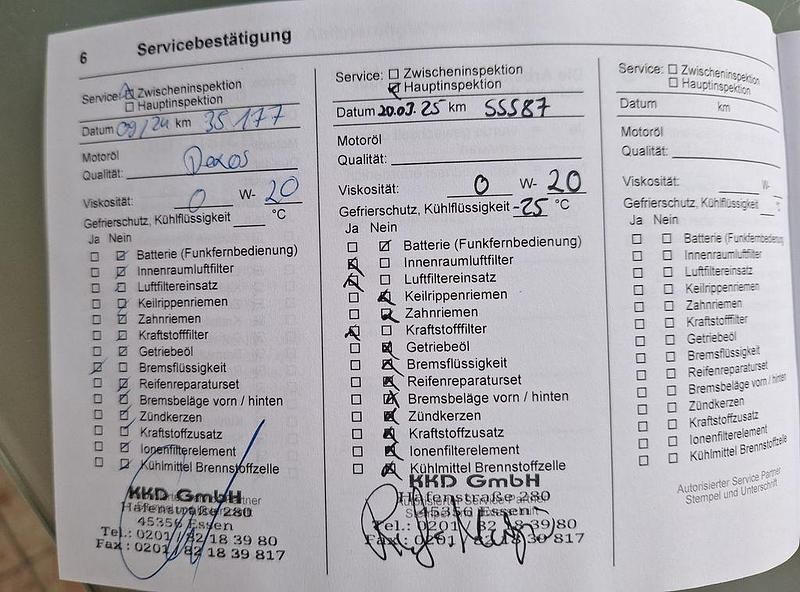 6 Servicebestätigung
Service: Zwischeninspektion
Hauptinspektion
Datum 09/24 km 35177
Motoröl
Qualität: Dexos
Viskosität: 0 W- 20
Gefrierschutz, Kühlflüssigkeit °C
Ja Nein
Batterie (Funkfernbedienung)
Innenraumluftfilter
Luftfiltereinsatz
Keilrippenriemen
Zahnriemen
Kraftstofffilter
Getriebeöl
Bremsflüssigkeit
Reifenreparaturset
Bremsbeläge vorn / hinten
Zündkerzen
Kraftstoffzusatz
Ionenfilterelement
Kühlmittel Brennstoffzelle
KKD GmbH
Hafenstraße 280
45356 Essen
Tel.: 0201 / 82 18 39 80
Fax: 0201 / 82 18 39 817
Service: Zwischeninspektion
Hauptinspektion
Datum 20.03.25 km 55587
Motoröl
Qualität:
Viskosität: 0 W- 20
Gefrierschutz, Kühlflüssigkeit -25 °C
Ja Nein
Batterie (Funkfernbedienung)
Innenraumluftfilter
Luftfiltereinsatz
Keilrippenriemen
Zahnriemen
Kraftstofffilter
Getriebeöl
Bremsflüssigkeit
Reifenreparaturset
Bremsbeläge vorn / hinten
Zündkerzen
Kraftstoffzusatz
Ionenfilterelement
Kühlmittel Brennstoffzelle
KKD GmbH
Hafenstraße 280
45356 Essen
Tel.: 0201 / 82 18 39 80
Fax: 0201 / 82 18 39 817
Service: Zwischeninspektion
Hauptinspektion
Datum km
Motoröl
Qualität:
Viskosität: W-
Gefrierschutz, Kühlflüssigkeit °C
Ja Nein
Batterie (Funkfernbedienung)
Innenraumluftfilter
Luftfiltereinsatz
Keilrippenriemen
Zahnriemen
Kraftstofffilter
Getriebeöl
Bremsflüssigkeit
Reifenreparaturset
Bremsbeläge vorn / hinten
Zündkerzen
Kraftstoffzusatz
Ionenfilterelement
Kühlmittel Brennstoffzelle
Autorisierter Service Partner
Stempel und Unterschrift